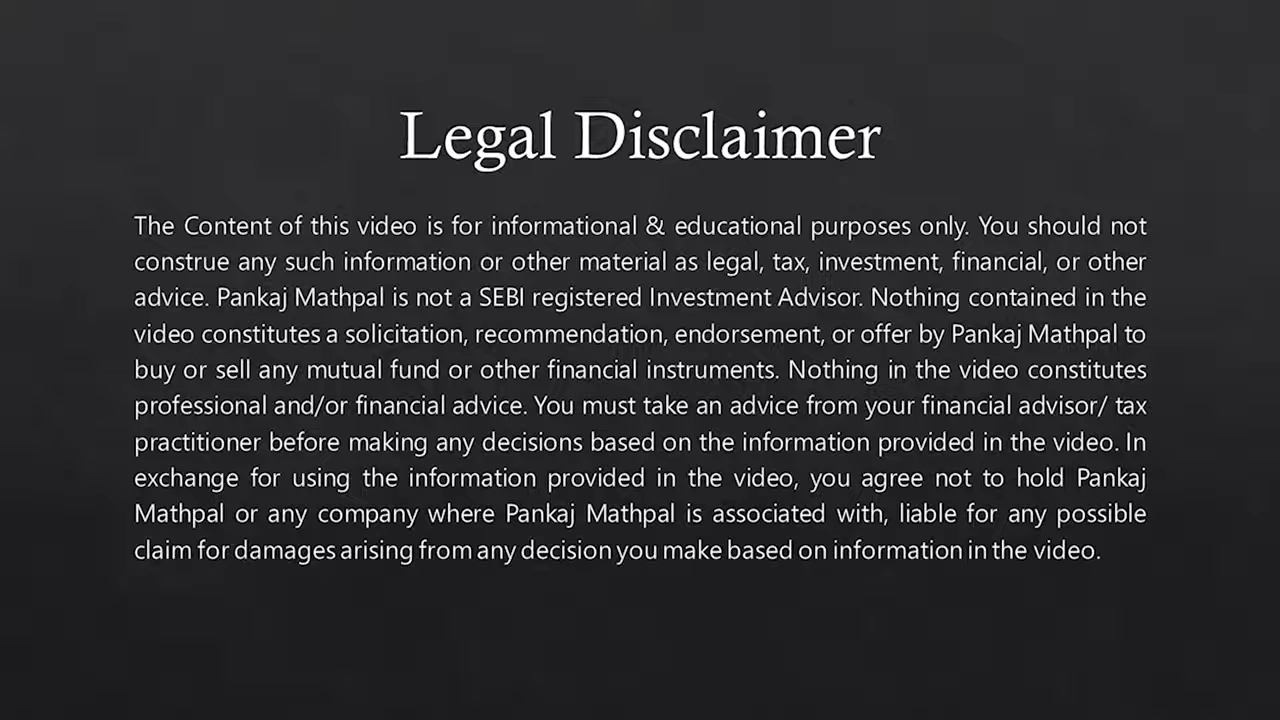 Legal Disclaimer
The Content of this video is for informational & educational purposes only. You should not
construe any such information or other material as legal, tax, investment, financial, or other
advice. Pankaj Mathpal is not a SEBI registered Investment Advisor. Nothing contained in the
video constitutes a solicitation, recommendation, endorsement, or offer by Pankaj Mathpal to
buy or sell any mutual fund or other financial instruments. Nothing in the video constitutes
professional and/or financial advice. You must take an advice from your financial advisor/ tax
practitioner before making any decisions based on the information provided in the video. In
exchange for using the information provided in the video, you agree not to hold Pankaj
Mathpal or any company where Pankaj Mathpal is associated with, liable for any possible
claim for damages arising from any decision you make based on information in the video.